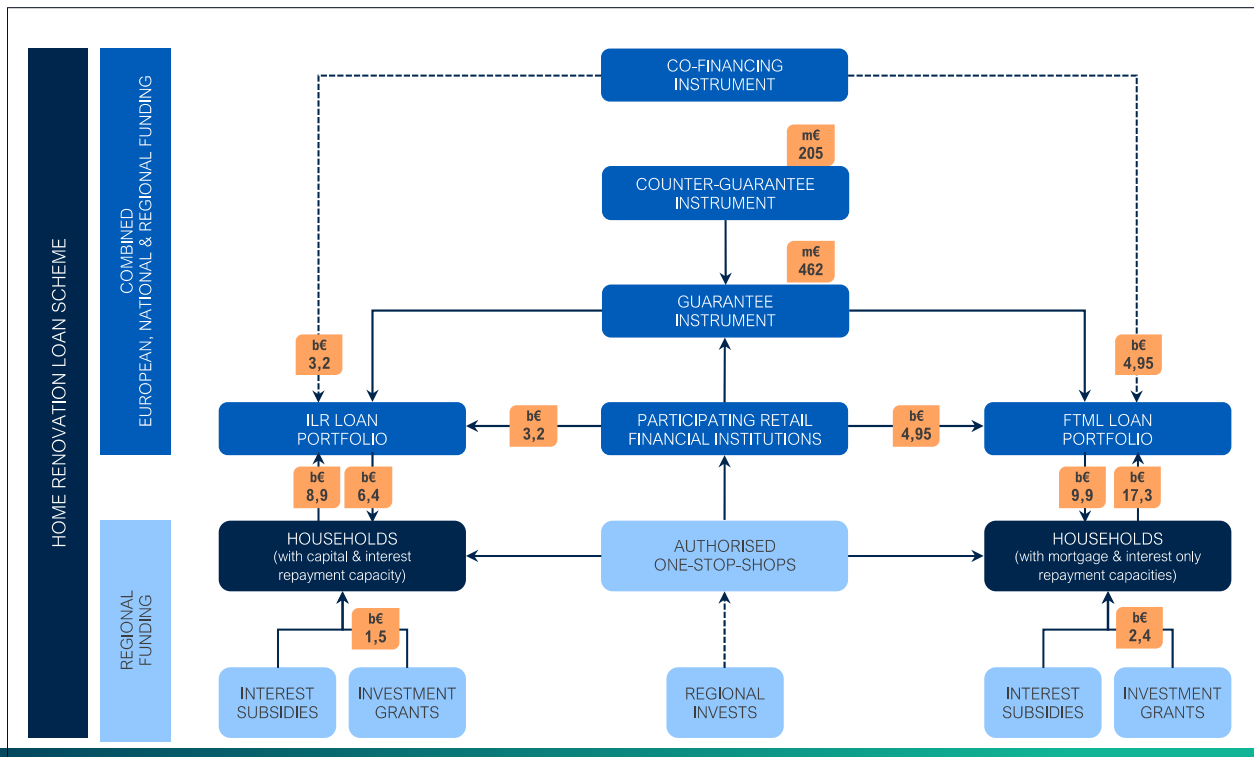 HOME RENOVATION LOAN SCHEME
COMBINED
EUROPEAN, NATIONAL & REGIONAL FUNDING
REGIONAL
FUNDING
CO-FINANCING
INSTRUMENT
m€
205
COUNTER-GUARANTEE
INSTRUMENT
m€
462
GUARANTEE
INSTRUMENT
b€
3,2
b€
4,95
ILR LOAN
PORTFOLIO
b€
3,2
PARTICIPATING RETAIL
FINANCIAL INSTITUTIONS
b€
4,95
FTML LOAN
PORTFOLIO
b€
8,9
b€
6,4
b€
9,9
b€
17,3
HOUSEHOLDS
(with capital & interest
repayment capacity)
AUTHORISED
ONE-STOP-SHOPS
HOUSEHOLDS
(with mortgage & interest only
repayment capacities)
b€
1,5
b€
2,4
INTEREST
SUBSIDIES
INVESTMENT
GRANTS
REGIONAL
INVESTS
INTEREST
SUBSIDIES
INVESTMENT
GRANTS